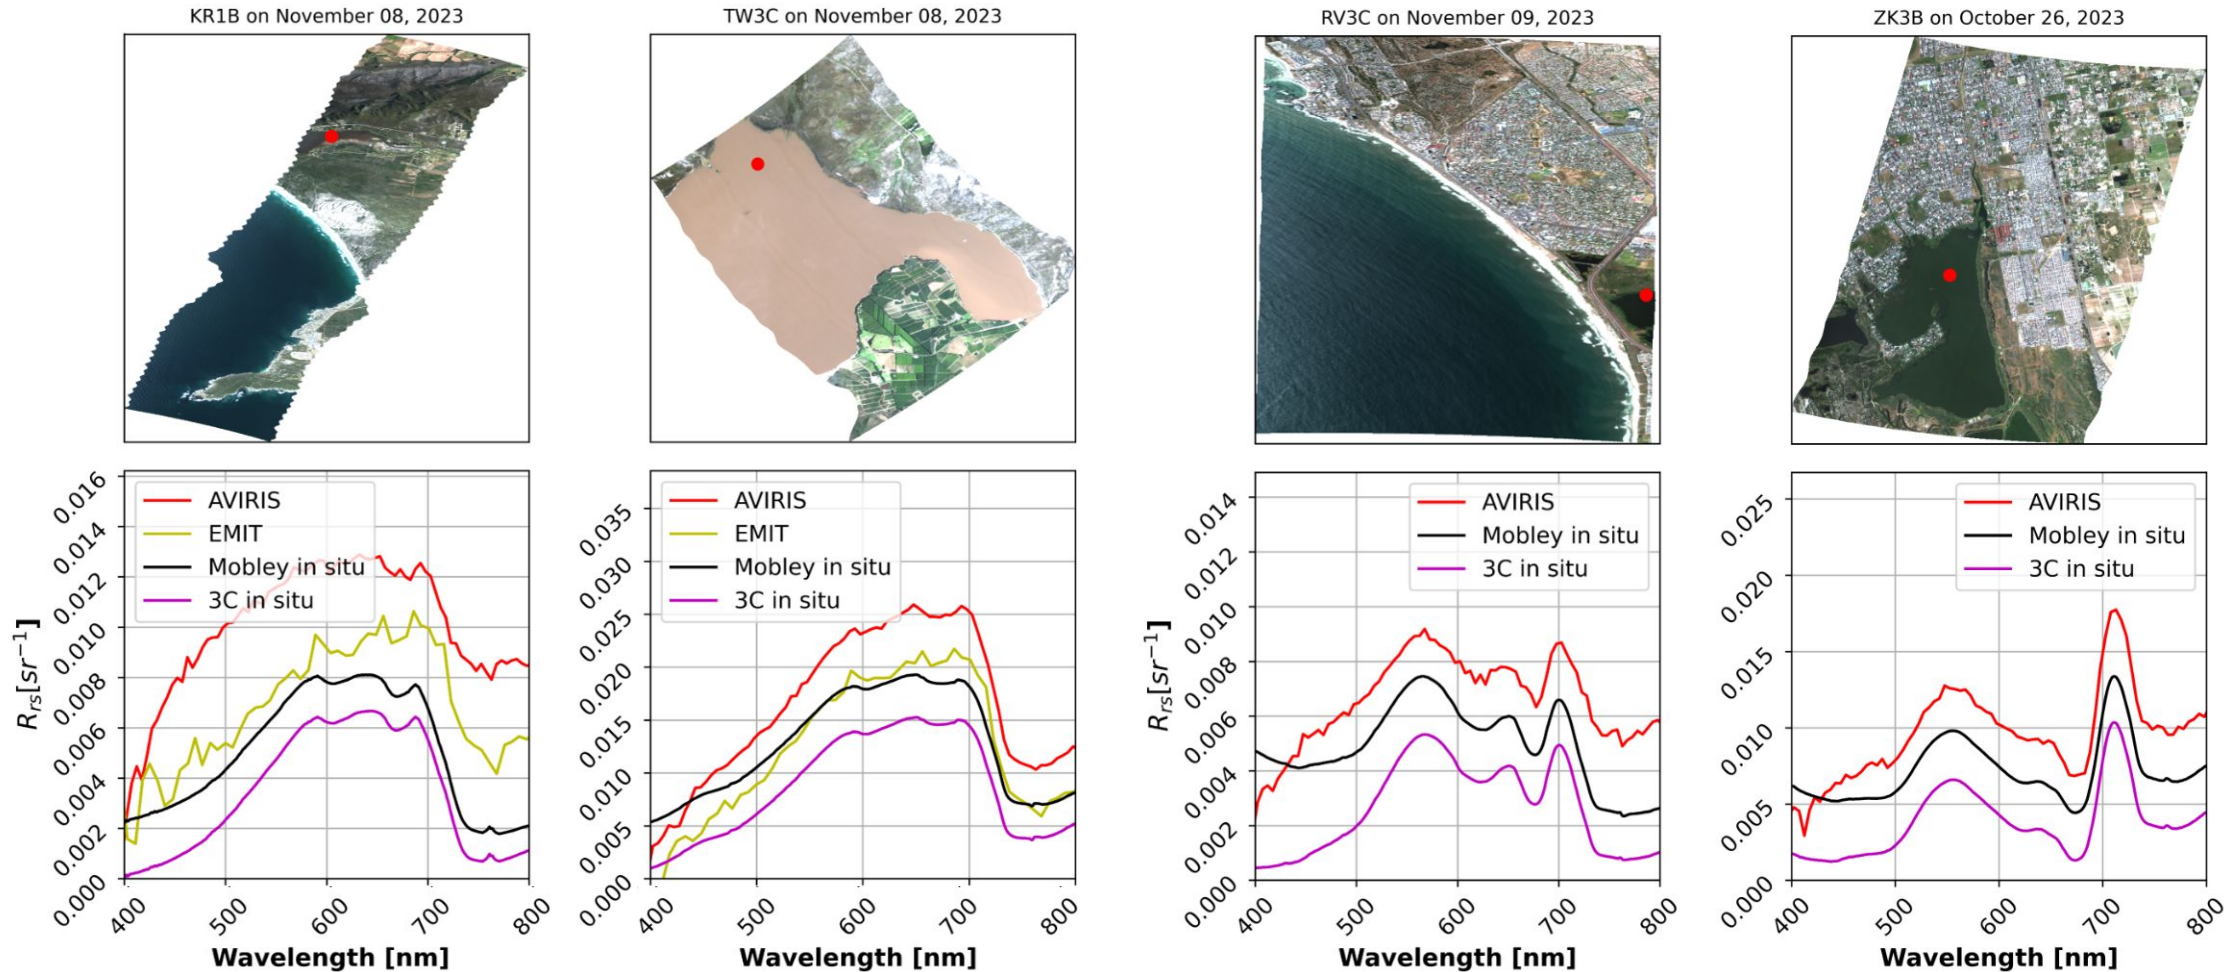 KR1B on November 08, 2023
TW3C on November 08, 2023
RV3C on November 09, 2023
ZK3B on October 26, 2023
R_rs[sr^-1]
0.016
0.014
0.012
0.010
0.008
0.006
0.004
0.002
0.000
AVIRIS
EMIT
Mobley in situ
3C in situ
400 500 600 700 800
Wavelength [nm]
0.035
0.030
0.025
0.020
0.015
0.010
0.005
0.000
AVIRIS
EMIT
Mobley in situ
3C in situ
400 500 600 700 800
Wavelength [nm]
R_rs[sr^-1]
0.014
0.012
0.010
0.008
0.006
0.004
0.002
0.000
AVIRIS
Mobley in situ
3C in situ
400 500 600 700 800
Wavelength [nm]
0.025
0.020
0.015
0.010
0.005
0.000
AVIRIS
Mobley in situ
3C in situ
400 500 600 700 800
Wavelength [nm]